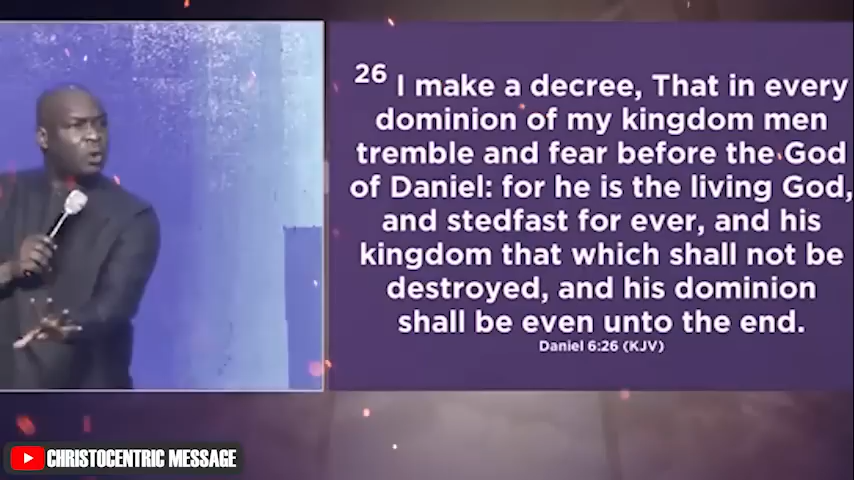 26 I make a decree, That in every
dominion of my kingdom men
tremble and fear before the God
of Daniel: for he is the living God,
and stedfast for ever, and his
kingdom that which shall not be
destroyed, and his dominion
shall be even unto the end.
Daniel 6:26 (KJV)
CHRISTOCENTRIC MESSAGE